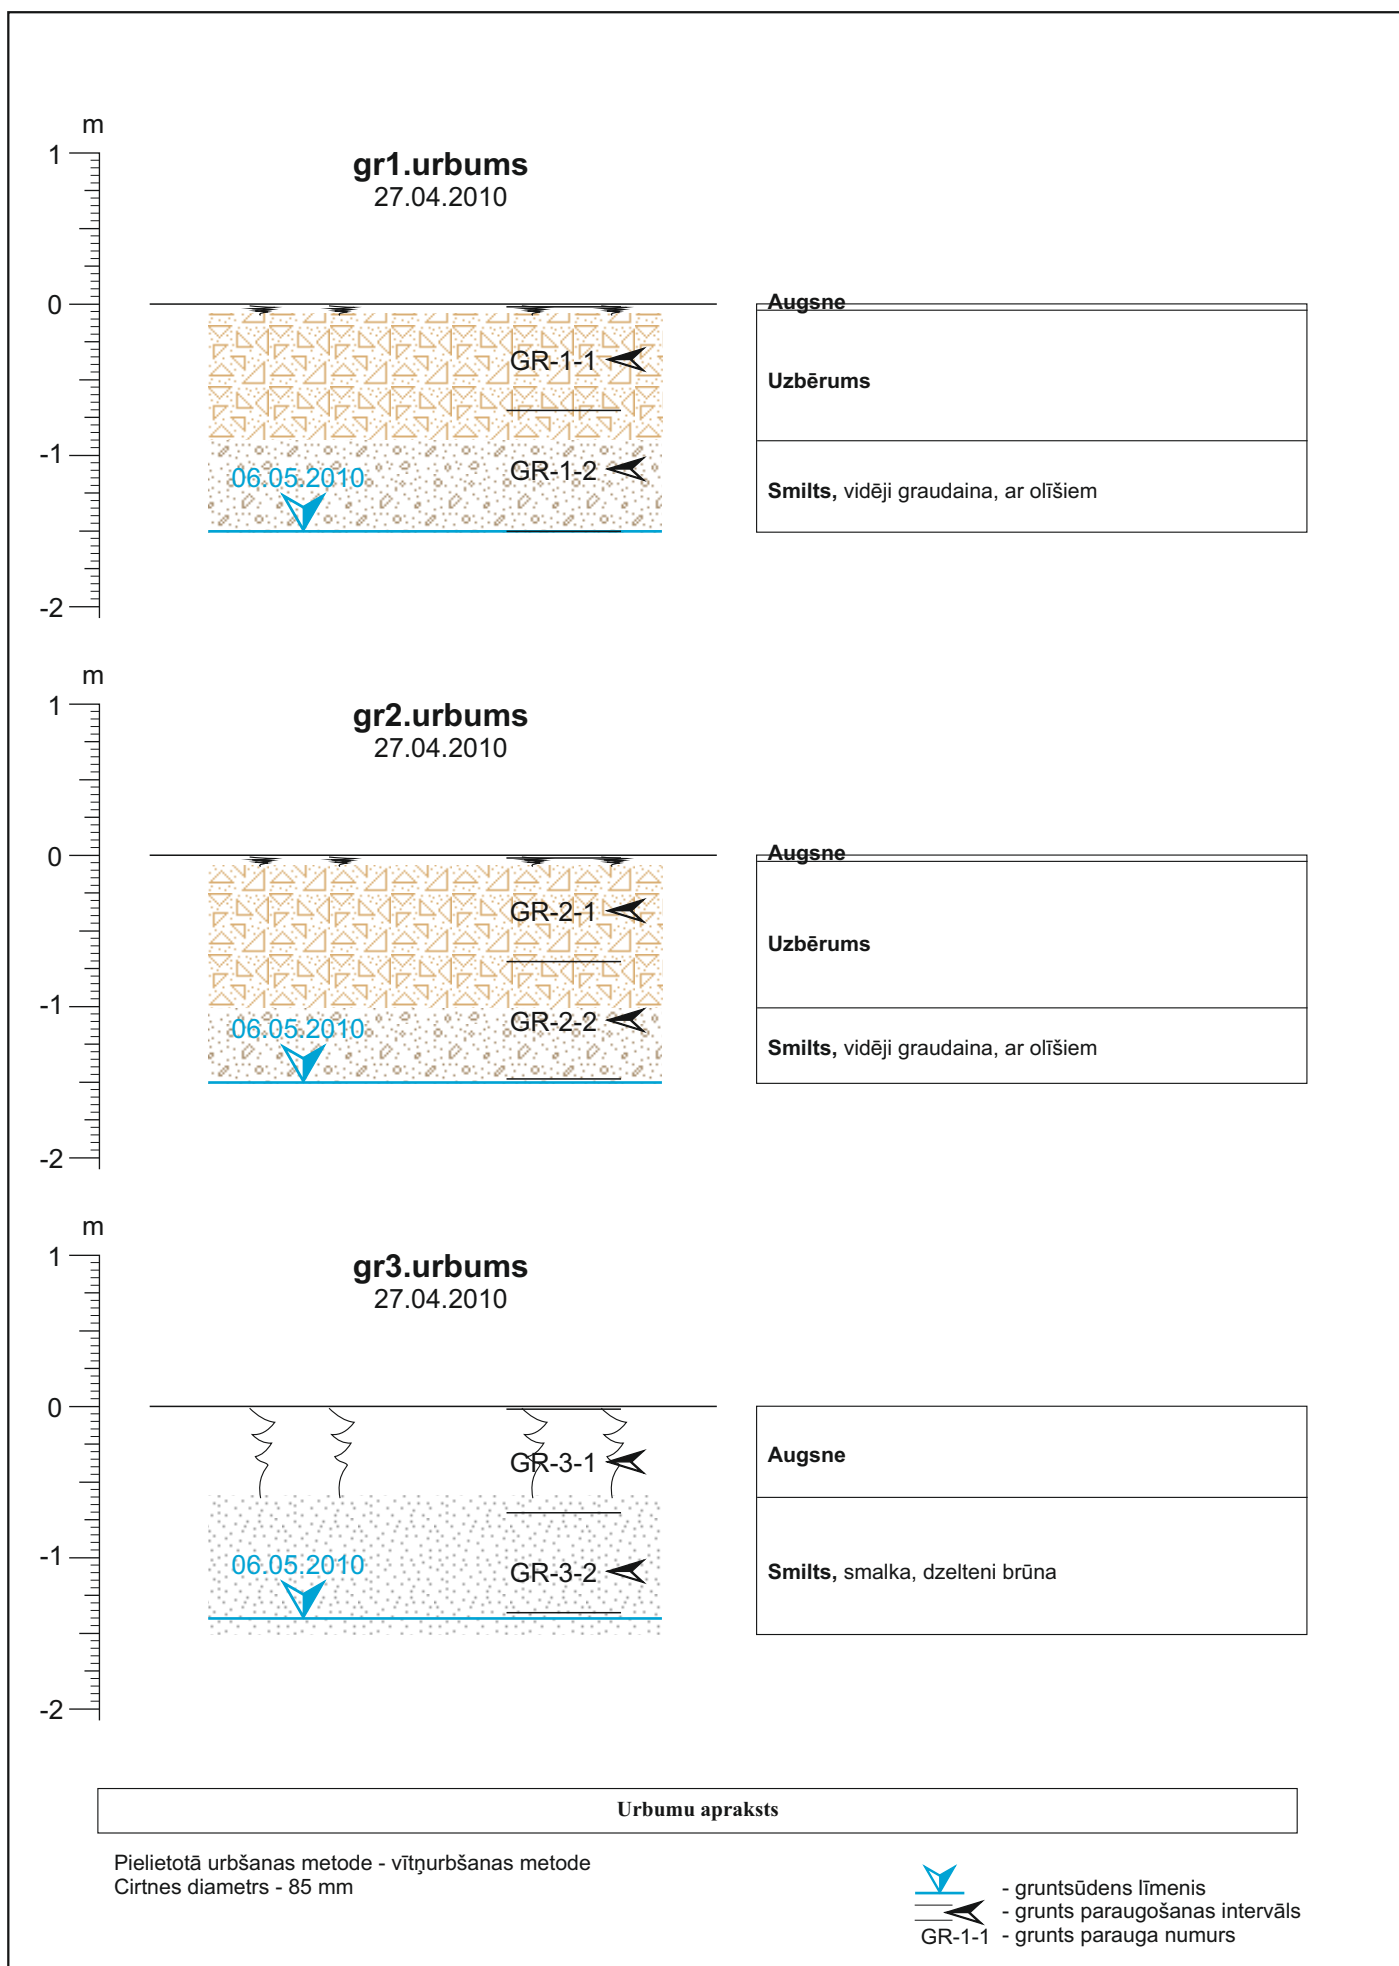 m
1
gr1.urbums
27.04.2010
0
Augsne
GR-1-1
Uzbērums
-1
GR-1-2
06.05.2010
Smilts, vidēji graudaina, ar olīšiem
-2
m
1
gr2.urbums
27.04.2010
0
Augsne
GR-2-1
Uzbērums
-1
GR-2-2
06.05.2010
Smilts, vidēji graudaina, ar olīšiem
-2
m
1
gr3.urbums
27.04.2010
0
Augsne
GR-3-1
-1
06.05.2010
GR-3-2
Smilts, smalka, dzelteni brūna
-2
Urbumu apraksts
Pielietotā urbšanas metode - vītņurbšanas metode
Cirtnes diametrs - 85 mm
- gruntsūdens līmenis
- grunts paraugošanas intervāls
GR-1-1 - grunts parauga numurs